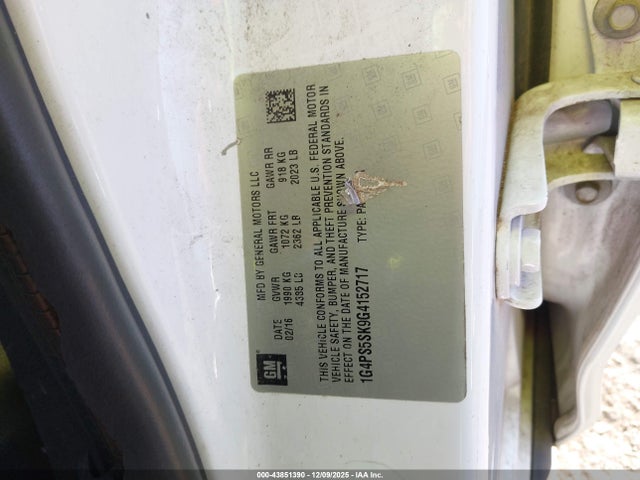 MFD BY GENERAL MOTORS LLC
DATE GVWR GAWR FRT GAWR RR
02/16 1990 KG 1072 KG 918 KG
4385 LB 2362 LB 2023 LB
THIS VEHICLE CONFORMS TO ALL APPLICABLE U.S. FEDERAL MOTOR
VEHICLE SAFETY, BUMPER, AND THEFT PREVENTION STANDARDS IN
EFFECT ON THE DATE OF MANUFACTURE SHOWN ABOVE.
1G4PS5SK9G4152717 TYPE:
GM
000-43851390 - 12/09/2025 - IAA Inc.